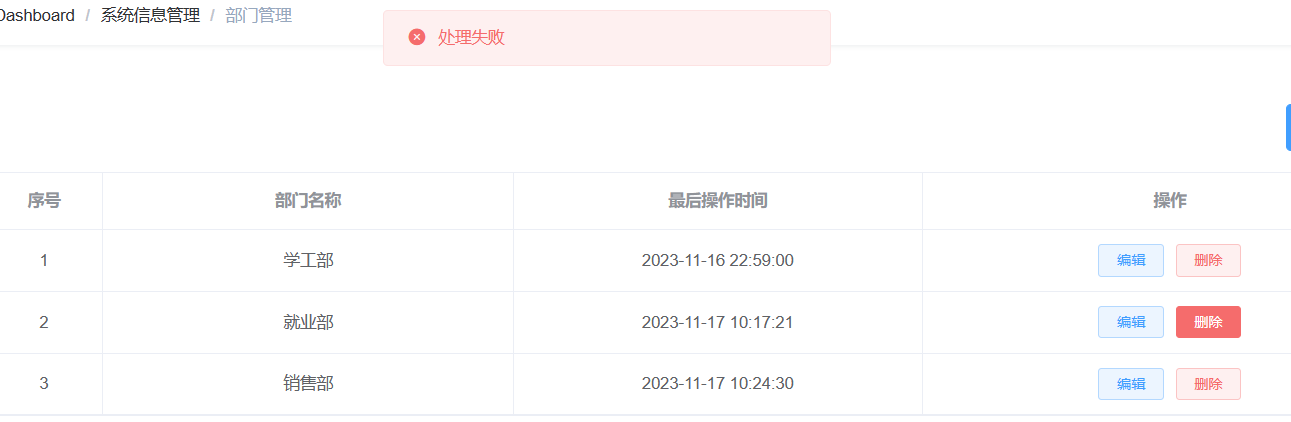 Dashboard / 系统信息管理 / 部门管理
处理失败
序号 部门名称 最后操作时间 操作
1 学工部 2023-11-16 22:59:00 编辑 删除
2 就业部 2023-11-17 10:17:21 编辑 删除
3 销售部 2023-11-17 10:24:30 编辑 删除